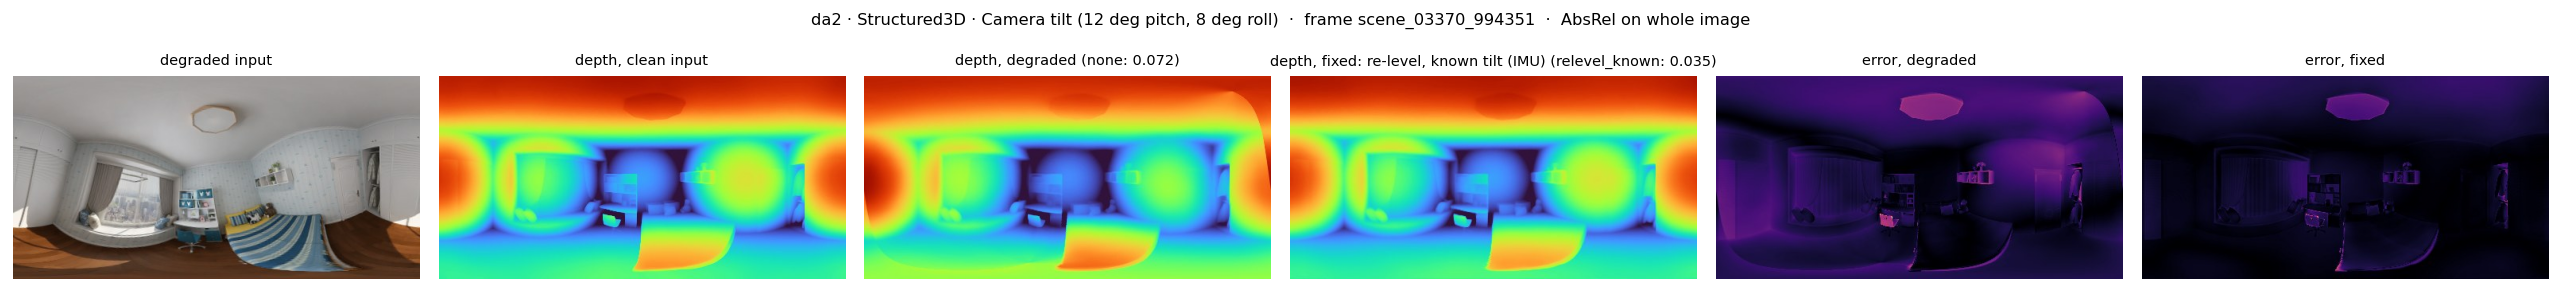 da2 · Structured3D · Camera tilt (12 deg pitch, 8 deg roll)  ·  frame scene_03370_994351  ·  AbsRel on whole image
degraded input
depth, clean input
depth, degraded (none: 0.072)
depth, fixed: re-level, known tilt (IMU) (relevel_known: 0.035)
error, degraded
error, fixed